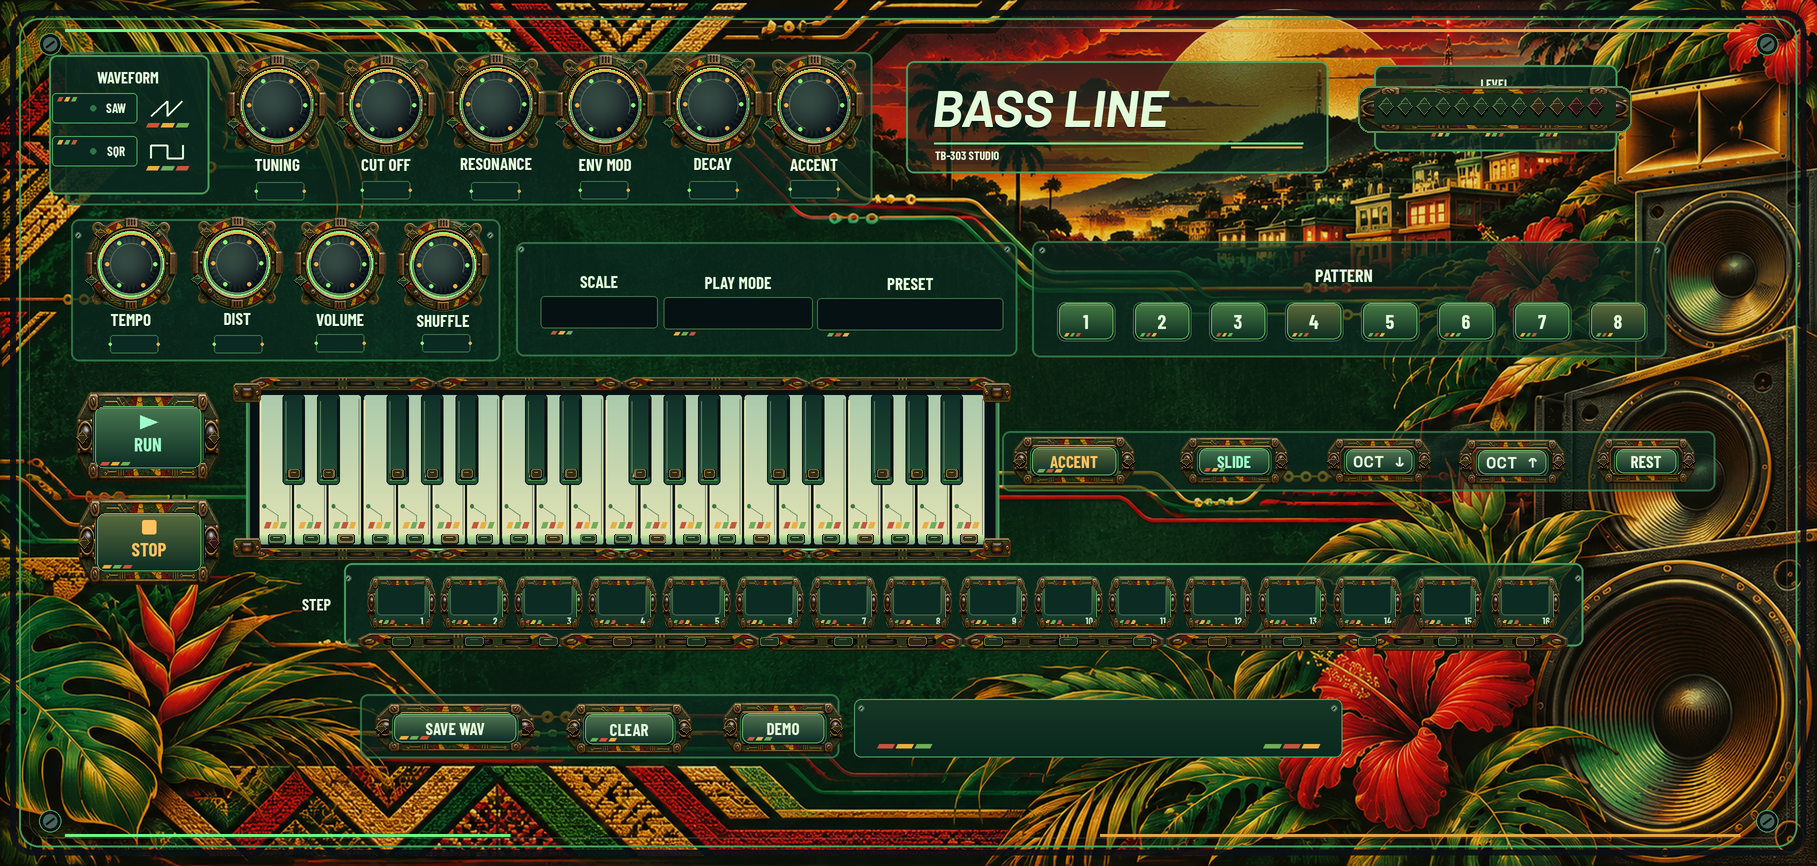 WAVEFORM
SAW
SQR
TUNING
CUT OFF
RESONANCE
ENV MOD
DECAY
ACCENT
BASS LINE
TB-303 STUDIO
LEVEL
TEMPO
DIST
VOLUME
SHUFFLE
SCALE
PLAY MODE
PRESET
PATTERN
1 2 3 4 5 6 7 8
RUN
STOP
ACCENT
SLIDE
OCT ↓
OCT ↑
REST
STEP
1 2 3 4 5 6 7 8 9 10 11 12 13 14 15 16
SAVE WAV
CLEAR
DEMO